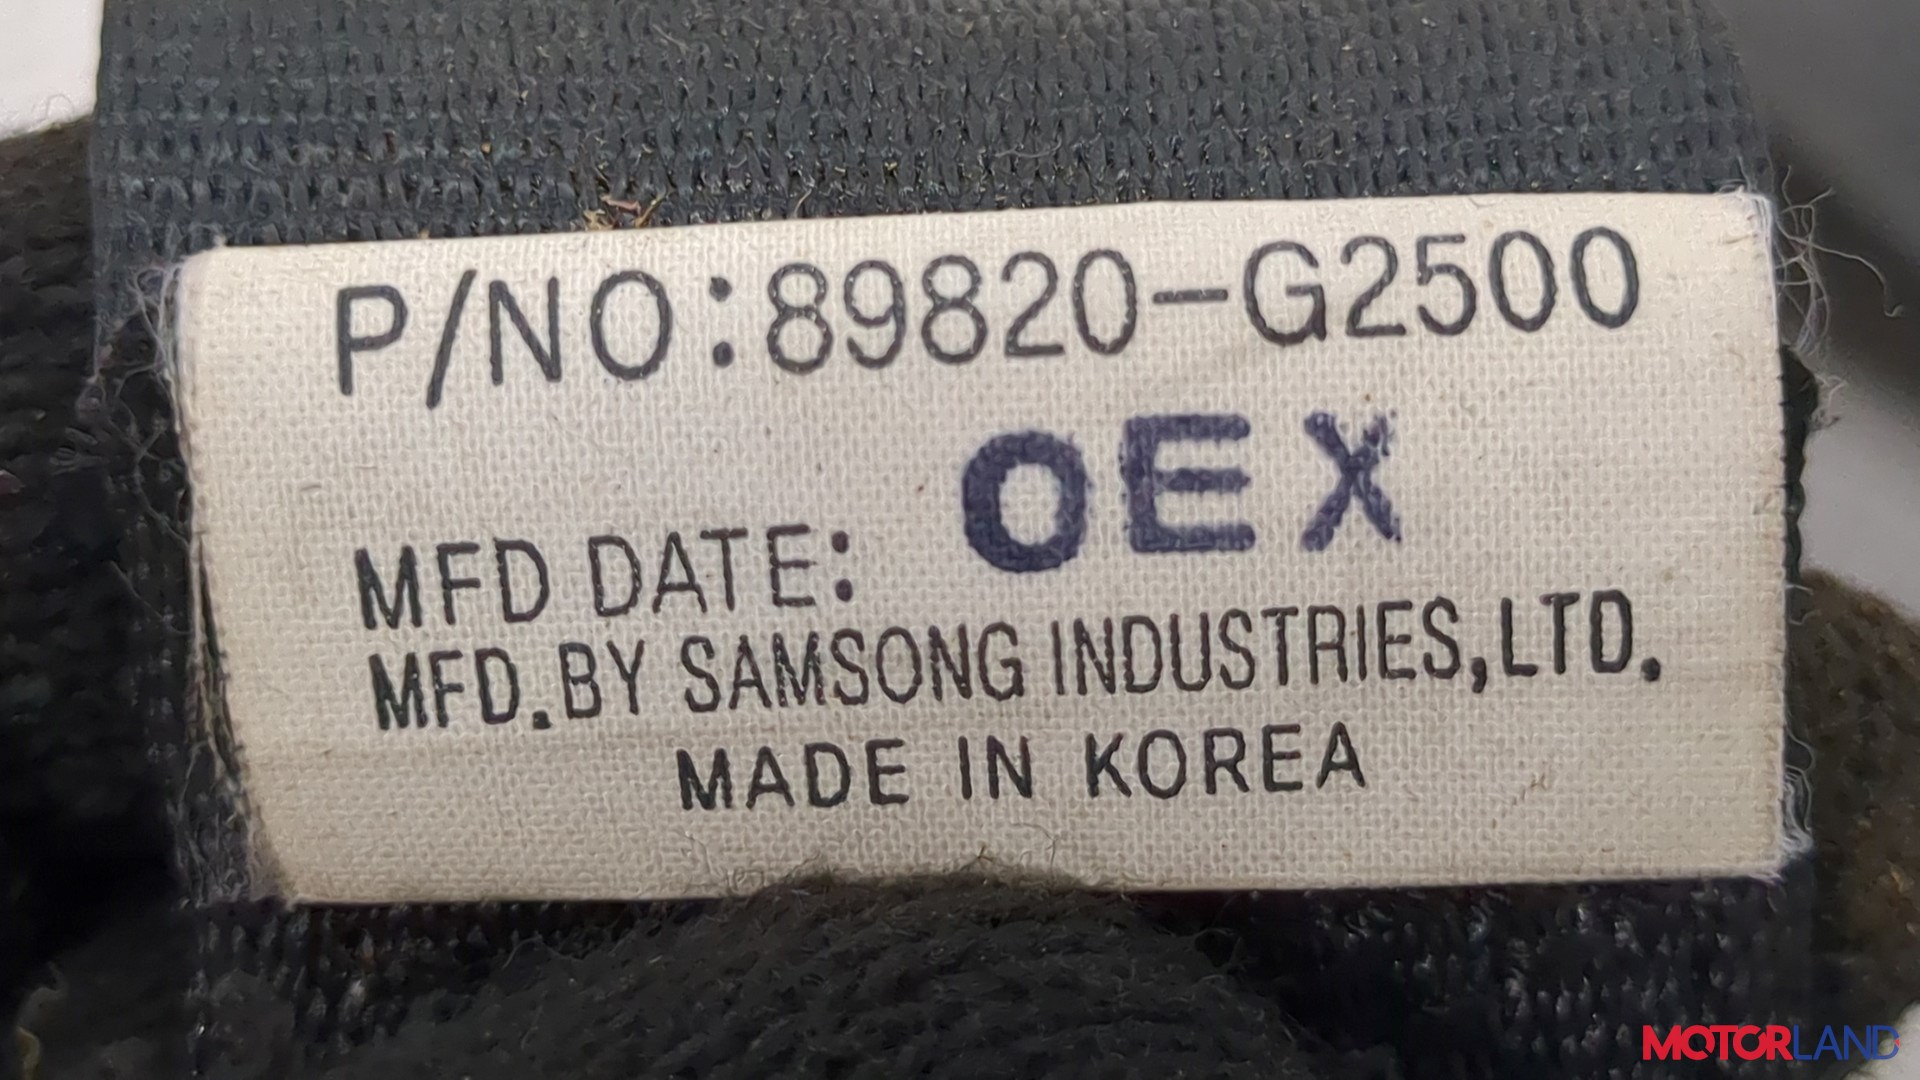 P/NO:89820-G2500
OEX
MFD DATE:
MFD.BY SAMSONG INDUSTRIES,LTD.
MADE IN KOREA
MOTORLAND